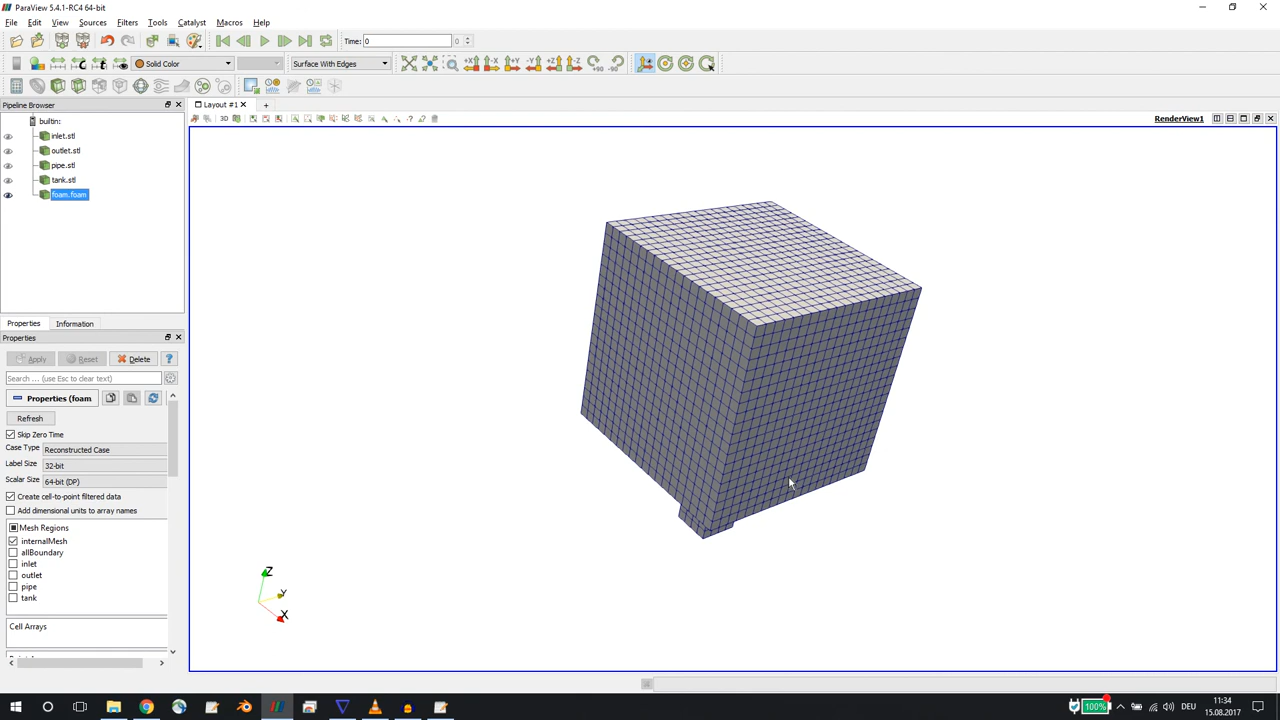 ParaView 5.4.1-RC4 64-bit
File Edit View Sources Filters Tools Catalyst Macros Help
Time: 0 0
Solid Color
Surface With Edges
+X -X +Y -Y +Z -Z +90 -90
Pipeline Browser
Layout #1
3D
RenderView1
builtin:
inlet.stl
outlet.stl
pipe.stl
tank.stl
foam.foam
Properties Information
Properties
Apply Reset Delete ?
Search ... (use Esc to clear text)
Properties (foam
Refresh
Skip Zero Time
Case Type Reconstructed Case
Label Size 32-bit
Scalar Size 64-bit (DP)
Create cell-to-point filtered data
Add dimensional units to array names
Mesh Regions
internalMesh
allBoundary
inlet
outlet
pipe
tank
Cell Arrays
Z
Y
X
100%
DEU
11:34
15.08.2017